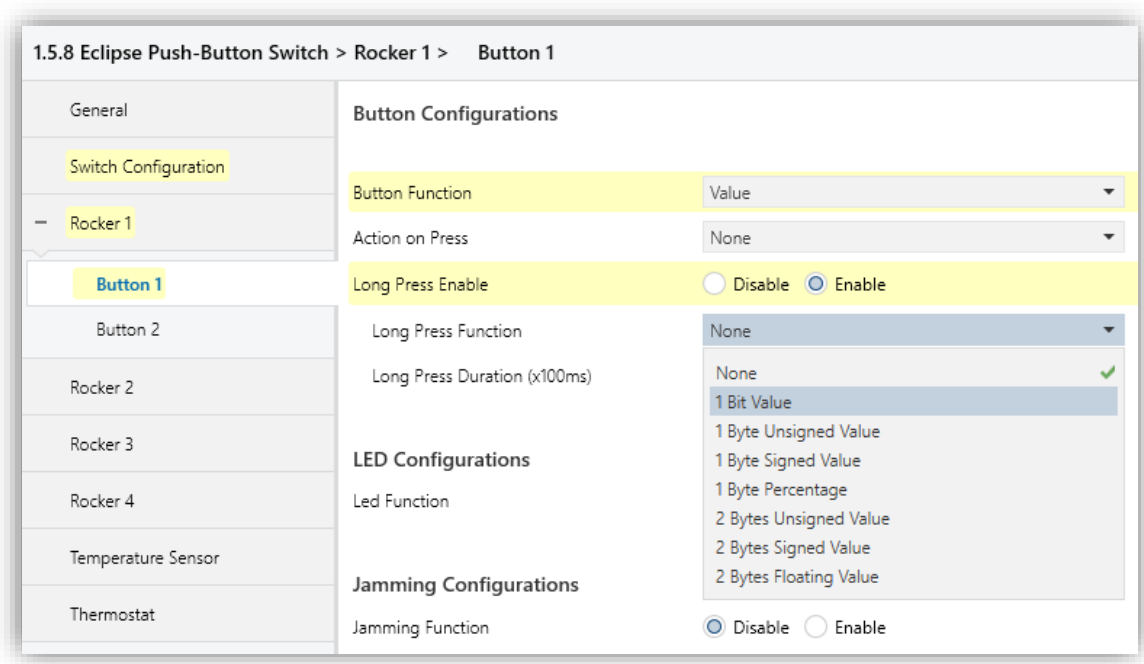 1.5.8 Eclipse Push-Button Switch > Rocker 1 > Button 1
General
Switch Configuration
Rocker 1
Button 1
Button 2
Rocker 2
Rocker 3
Rocker 4
Temperature Sensor
Thermostat
Button Configurations
Button Function Value
Action on Press None
Long Press Enable Disable Enable
Long Press Function None
Long Press Duration (x100ms)
None
1 Bit Value
1 Byte Unsigned Value
1 Byte Signed Value
1 Byte Percentage
2 Bytes Unsigned Value
2 Bytes Signed Value
2 Bytes Floating Value
LED Configurations
Led Function
Jamming Configurations
Jamming Function Disable Enable